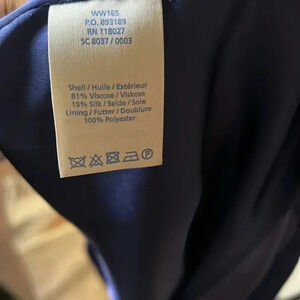 WW165
P.O. 893189
RN 118027
SC 8037 / 0003
Shell / Hulle / Extérieur
81% Viscose / Viskose
19% Silk / Seide / Soie
Lining / Futter / Doublure
100% Polyester
P